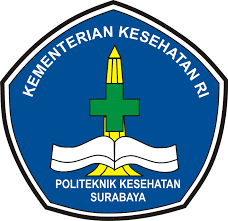 KEMENTERIAN KESEHATAN RI
POLITEKNIK KESEHATAN
SURABAYA